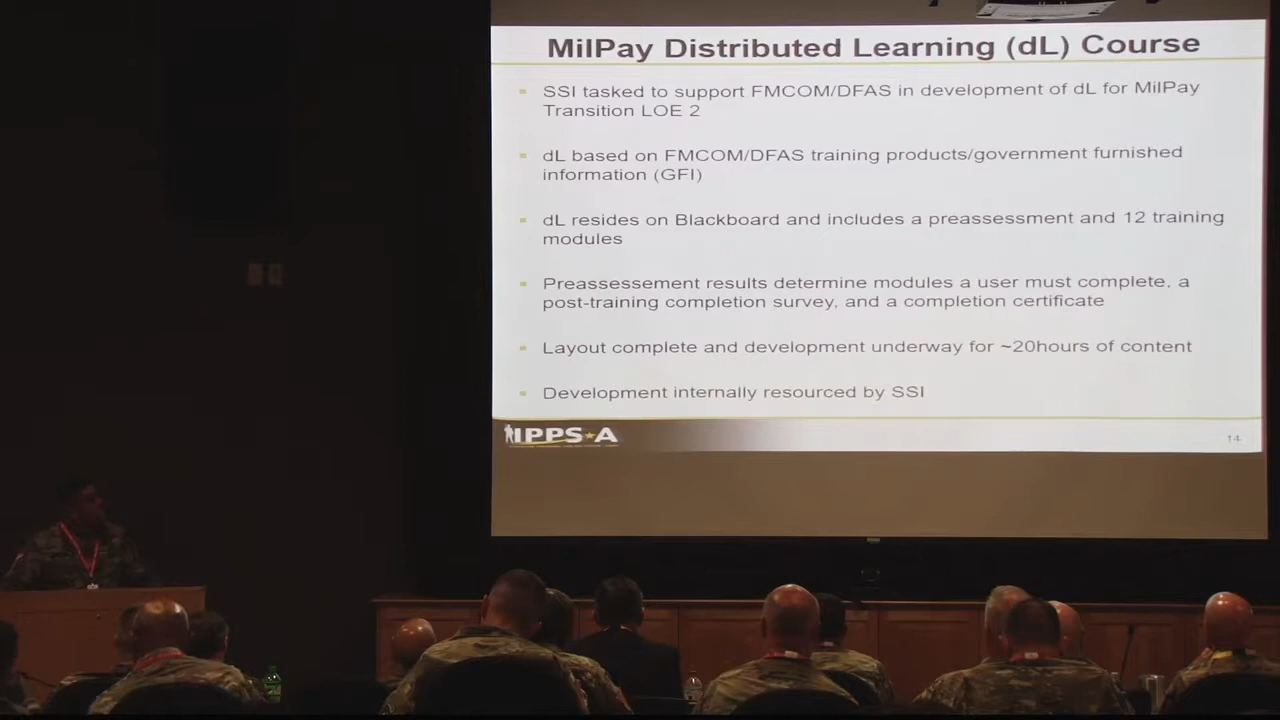 MilPay Distributed Learning (dL) Course
SSI tasked to support FMCOM/DFAS in development of dL for MilPay
Transition LOE 2
dL based on FMCOM/DFAS training products/government furnished
information (GFI)
dL resides on Blackboard and includes a preassessment and 12 training
modules
Preassessement results determine modules a user must complete, a
post-training completion survey, and a completion certificate
Layout complete and development underway for ~20hours of content
Development internally resourced by SSI
IPPS★A
14